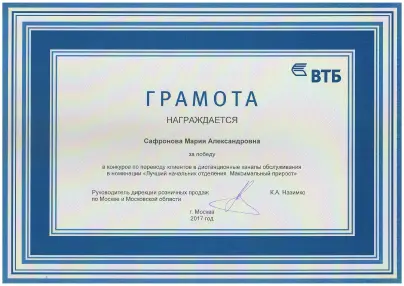 ВТБ
ГРАМОТА
НАГРАЖДАЕТСЯ
Сафронова Мария Александровна
за победу
в конкурсе по переводу клиентов в дистанционные каналы обслуживания
в номинации «Лучший начальник отделения. Максимальный прирост»
Руководитель дирекции розничных продаж
по Москве и Московской области
К.А. Назимко
г. Москва
2017 год